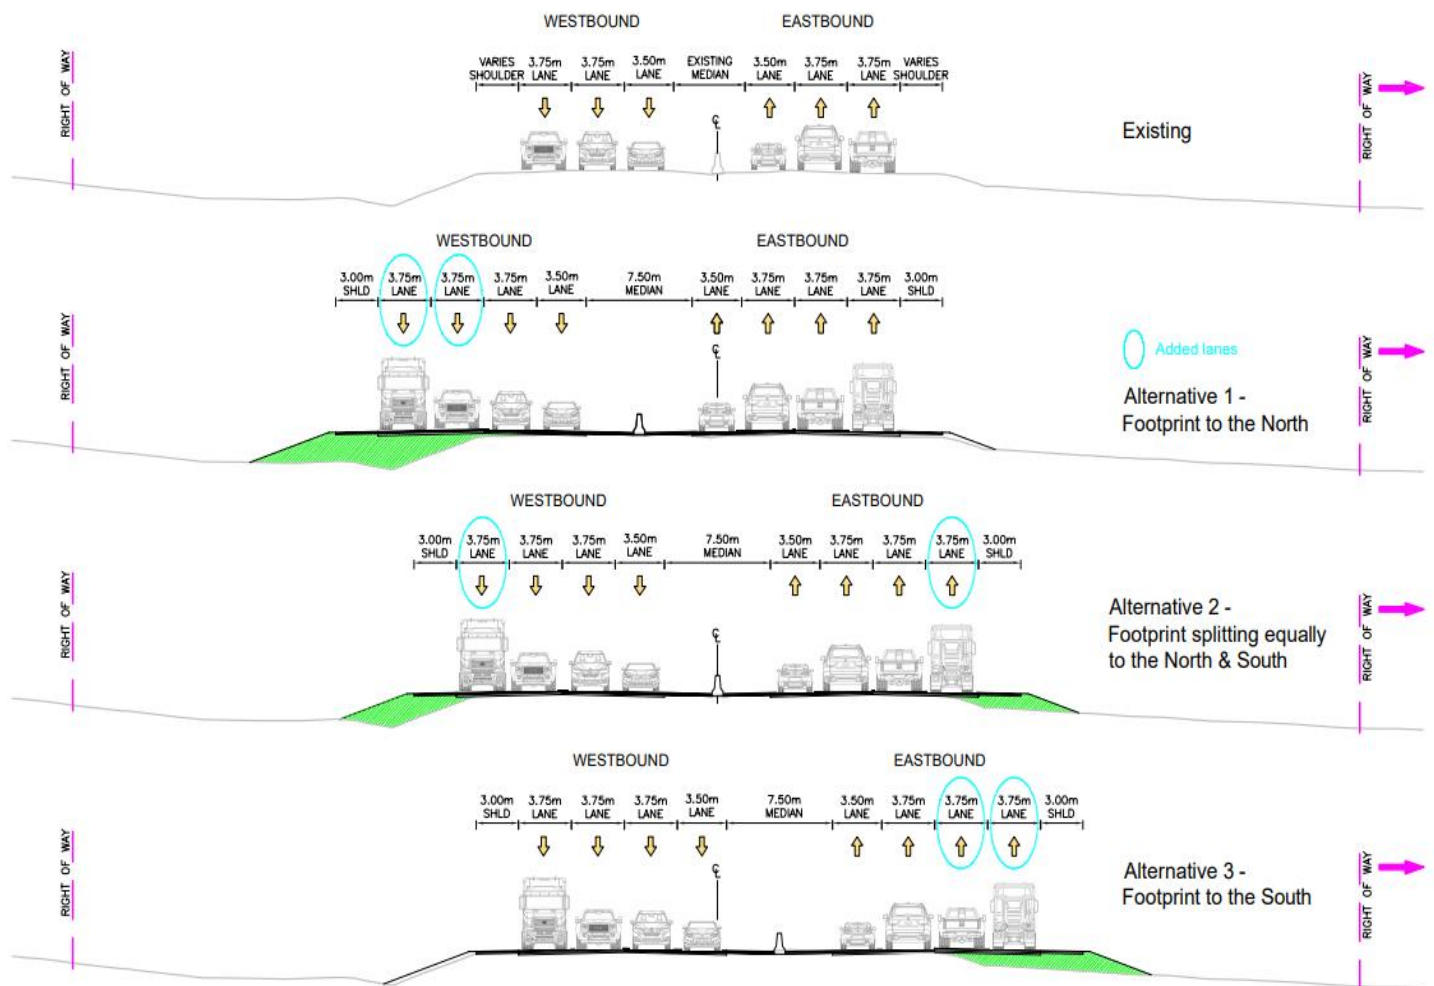 WESTBOUND EASTBOUND
VARIES 3.75m 3.75m 3.50m EXISTING 3.50m 3.75m 3.75m VARIES
SHOULDER LANE LANE LANE MEDIAN LANE LANE LANE SHOULDER
RIGHT OF WAY
℄
RIGHT OF WAY
Existing
WESTBOUND EASTBOUND
3.00m 3.75m 3.75m 3.75m 3.50m 7.50m 3.50m 3.75m 3.75m 3.75m 3.00m
SHLD LANE LANE LANE LANE MEDIAN LANE LANE LANE LANE SHLD
RIGHT OF WAY
℄
RIGHT OF WAY
Added lanes
Alternative 1 -
Footprint to the North
WESTBOUND EASTBOUND
3.00m 3.75m 3.75m 3.75m 3.50m 7.50m 3.50m 3.75m 3.75m 3.75m 3.00m
SHLD LANE LANE LANE LANE MEDIAN LANE LANE LANE LANE SHLD
RIGHT OF WAY
℄
RIGHT OF WAY
Alternative 2 -
Footprint splitting equally
to the North & South
WESTBOUND EASTBOUND
3.00m 3.75m 3.75m 3.75m 3.50m 7.50m 3.50m 3.75m 3.75m 3.75m 3.00m
SHLD LANE LANE LANE LANE MEDIAN LANE LANE LANE LANE SHLD
RIGHT OF WAY
℄
RIGHT OF WAY
Alternative 3 -
Footprint to the South